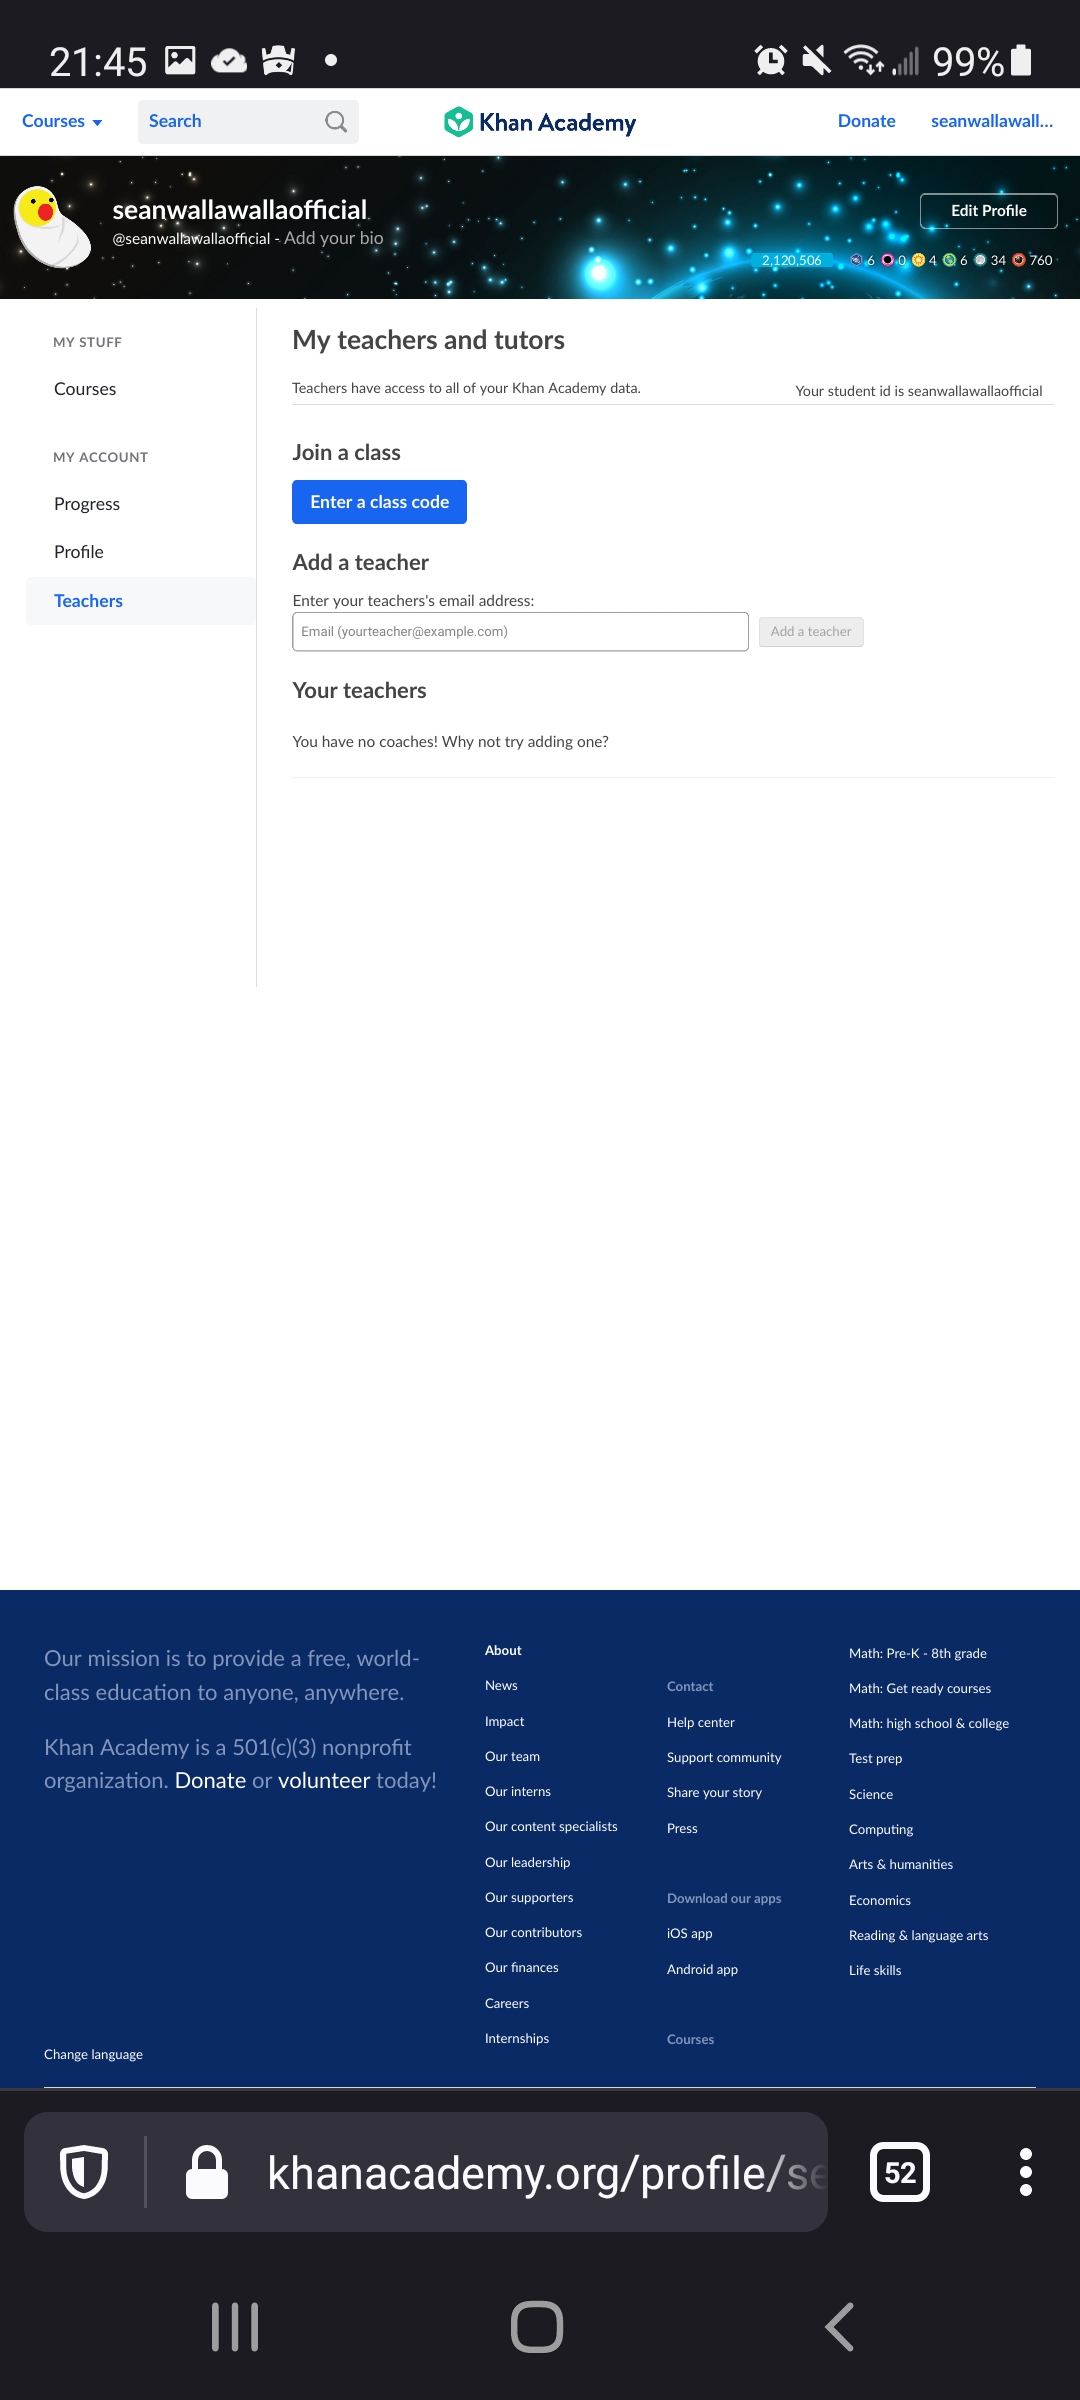 21:45
99%
Courses
Search
Khan Academy
Donate
seanwallawall...
seanwallawallaofficial
@seanwallawallaofficial - Add your bio
Edit Profile
2,120,506 6 0 4 6 34 760
MY STUFF
Courses
MY ACCOUNT
Progress
Profile
Teachers
My teachers and tutors
Teachers have access to all of your Khan Academy data.
Your student id is seanwallawallaofficial
Join a class
Enter a class code
Add a teacher
Enter your teachers's email address:
Email (yourteacher@example.com)
Add a teacher
Your teachers
You have no coaches! Why not try adding one?
Our mission is to provide a free, world-
class education to anyone, anywhere.
Khan Academy is a 501(c)(3) nonprofit
organization. Donate or volunteer today!
Change language
About
News
Impact
Our team
Our interns
Our content specialists
Our leadership
Our supporters
Our contributors
Our finances
Careers
Internships
Contact
Help center
Support community
Share your story
Press
Download our apps
iOS app
Android app
Courses
Math: Pre-K - 8th grade
Math: Get ready courses
Math: high school & college
Test prep
Science
Computing
Arts & humanities
Economics
Reading & language arts
Life skills
khanacademy.org/profile/se
52